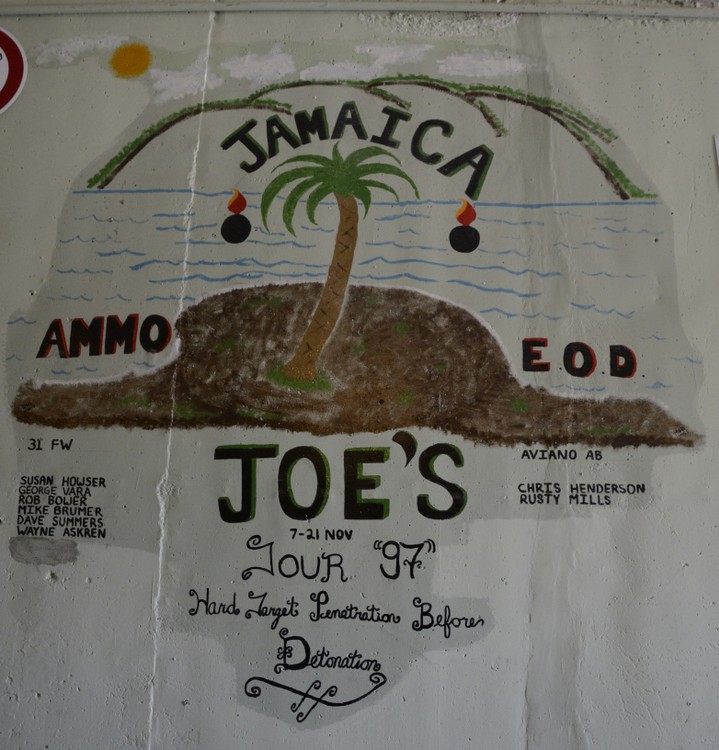 JAMAICA
AMMO
E.O.D.
31 FW
AVIANO AB
JOE'S
SUSAN HOWSER
GEORGE VARA
ROB BOWER
MIKE BRUMER
DAVE SUMMERS
WAYNE ASKREN
CHRIS HENDERSON
RUSTY MILLS
7-21 NOV
TOUR "97"
Hard Target Penetration Before
Detonation